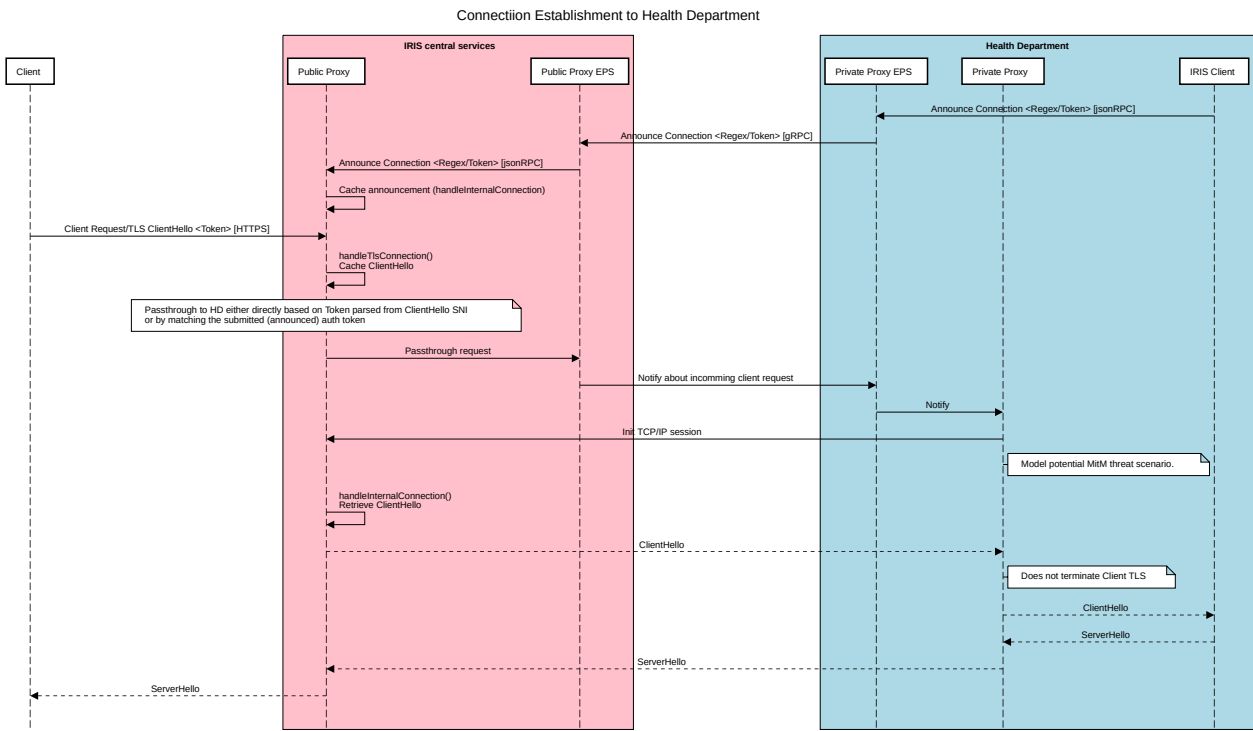 Connectiion Establishment to Health Department
IRIS central services
Health Department
Client
Public Proxy
Public Proxy EPS
Private Proxy EPS
Private Proxy
IRIS Client
Announce Connection <Regex/Token> [jsonRPC]
Announce Connection <Regex/Token> [gRPC]
Announce Connection <Regex/Token> [jsonRPC]
Cache announcement (handleInternalConnection)
Client Request/TLS ClientHello <Token> [HTTPS]
handleTlsConnection()
Cache ClientHello
Passthrough to HD either directly based on Token parsed from ClientHello SNI
or by matching the submitted (announced) auth token
Passthrough request
Notify about incomming client request
Notify
Init TCP/IP session
Model potential MitM threat scenario.
handleInternalConnection()
Retrieve ClientHello
ClientHello
Does not terminate Client TLS
ClientHello
ServerHello
ServerHello
ServerHello